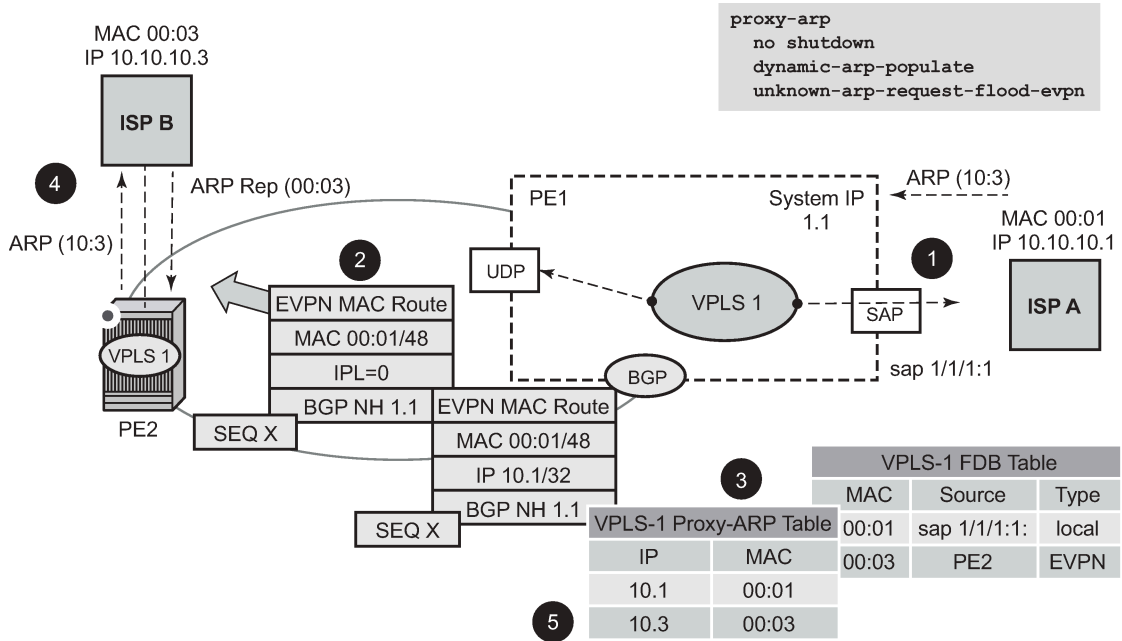 MAC 00:03
IP 10.10.10.3
ISP B
proxy-arp
no shutdown
dynamic-arp-populate
unknown-arp-request-flood-evpn
4
ARP Rep (00:03)
ARP (10:3)
PE1
System IP
1.1
ARP (10:3)
MAC 00:01
IP 10.10.10.1
1
ISP A
UDP
VPLS 1
SAP
sap 1/1/1:1
BGP
2
EVPN MAC Route
MAC 00:01/48
IPL=0
BGP NH 1.1
SEQ X
VPLS 1
PE2
EVPN MAC Route
MAC 00:01/48
IP 10.1/32
BGP NH 1.1
SEQ X
3
VPLS-1 FDB Table
MAC Source Type
00:01 sap 1/1/1:1: local
00:03 PE2 EVPN
VPLS-1 Proxy-ARP Table
IP MAC
10.1 00:01
10.3 00:03
5